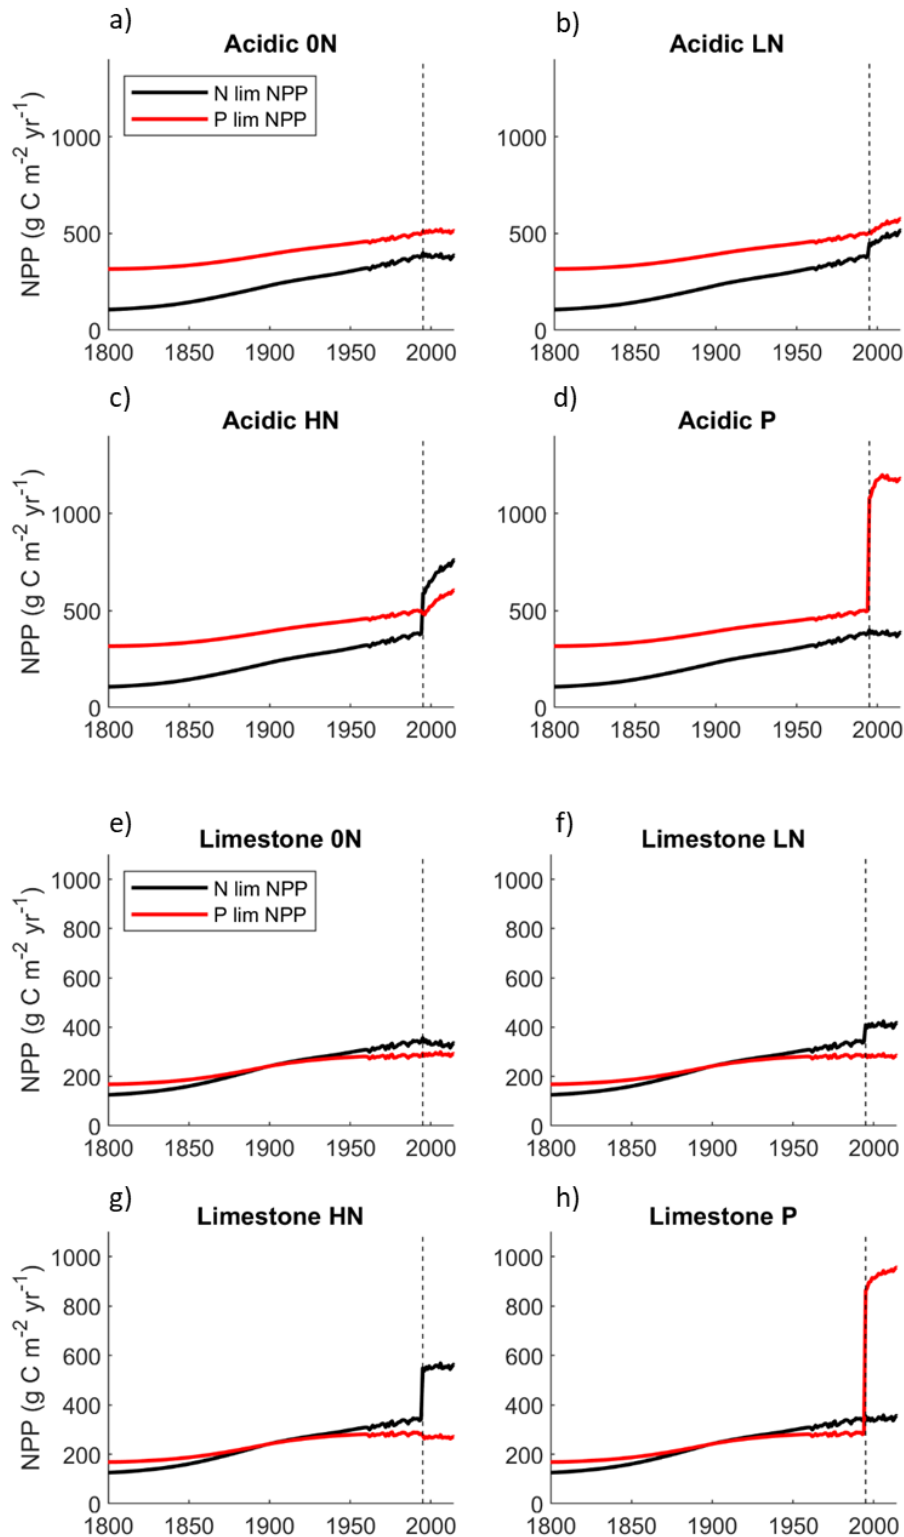 a)
Acidic 0N
N lim NPP
P lim NPP
NPP (g C m-2 yr-1)
1000
500
0
1800 1850 1900 1950 2000
b)
Acidic LN
1000
500
0
1800 1850 1900 1950 2000
c)
Acidic HN
NPP (g C m-2 yr-1)
1000
500
0
1800 1850 1900 1950 2000
d)
Acidic P
1000
500
0
1800 1850 1900 1950 2000
e)
Limestone 0N
N lim NPP
P lim NPP
NPP (g C m-2 yr-1)
1000
800
600
400
200
0
1800 1850 1900 1950 2000
f)
Limestone LN
1000
800
600
400
200
0
1800 1850 1900 1950 2000
g)
Limestone HN
NPP (g C m-2 yr-1)
1000
800
600
400
200
0
1800 1850 1900 1950 2000
h)
Limestone P
1000
800
600
400
200
0
1800 1850 1900 1950 2000